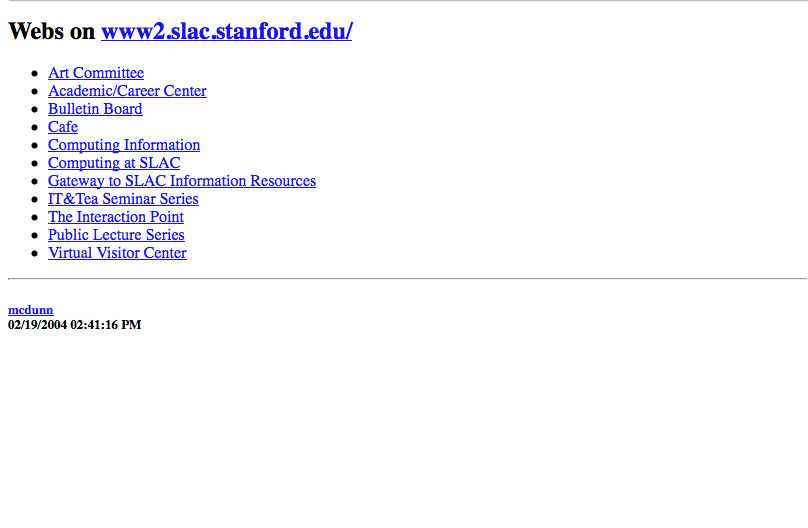 Webs on www2.slac.stanford.edu/
Art Committee
Academic/Career Center
Bulletin Board
Cafe
Computing Information
Computing at SLAC
Gateway to SLAC Information Resources
IT&Tea Seminar Series
The Interaction Point
Public Lecture Series
Virtual Visitor Center
mcdunn
02/19/2004 02:41:16 PM